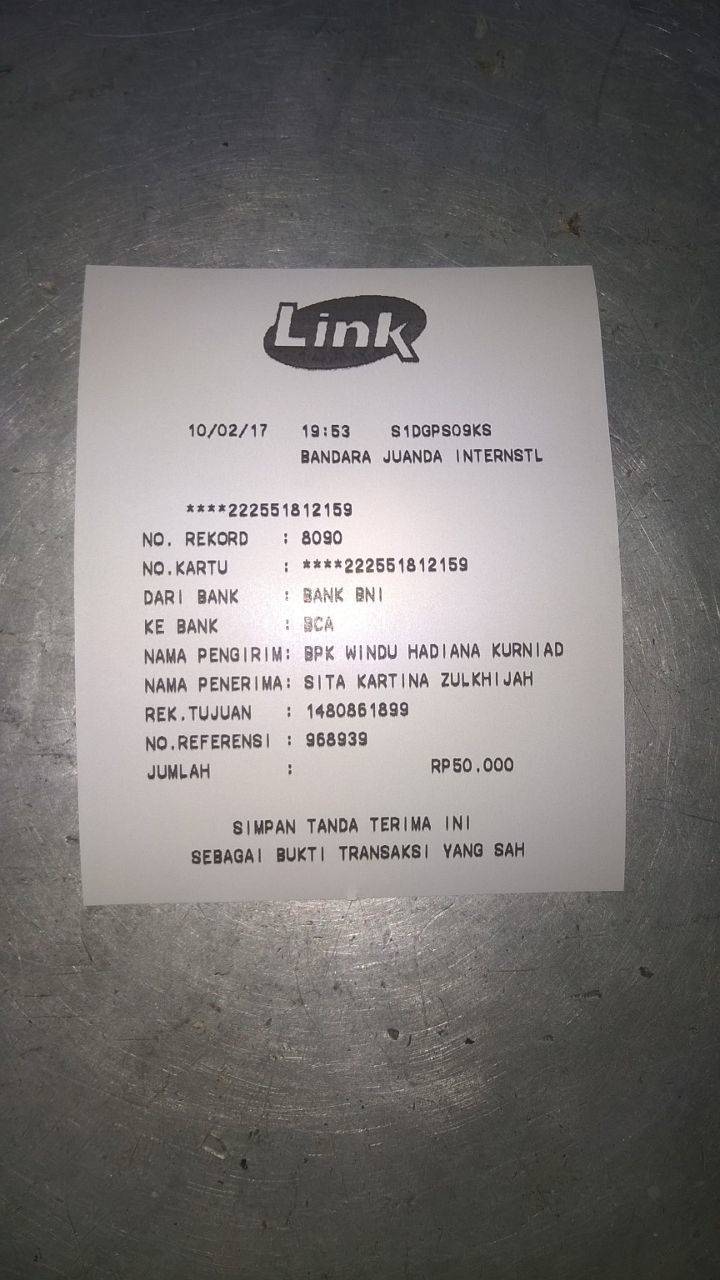 Link
10/02/17 19:53 S1DGPS09KS
BANDARA JUANDA INTERNSTL
****222551812159
NO. REKORD : 8090
NO.KARTU : ****222551812159
DARI BANK : BANK BNI
KE BANK : BCA
NAMA PENGIRIM: BPK WINDU HADIANA KURNIAD
NAMA PENERIMA: SITA KARTINA ZULKHIJAH
REK.TUJUAN : 1480861899
NO.REFERENSI : 968939
JUMLAH : RP50.000
SIMPAN TANDA TERIMA INI
SEBAGAI BUKTI TRANSAKSI YANG SAH